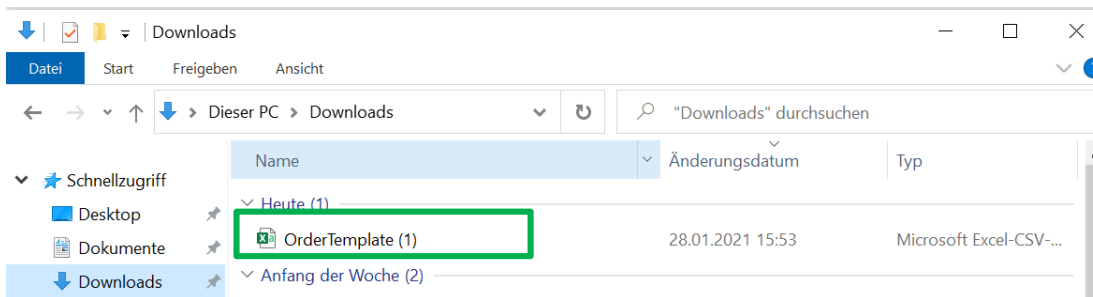 Downloads
Datei Start Freigeben Ansicht
Dieser PC > Downloads "Downloads" durchsuchen
Name Änderungsdatum Typ
Schnellzugriff
Heute (1)
Desktop
OrderTemplate (1) 28.01.2021 15:53 Microsoft Excel-CSV-...
Dokumente
Anfang der Woche (2)
Downloads